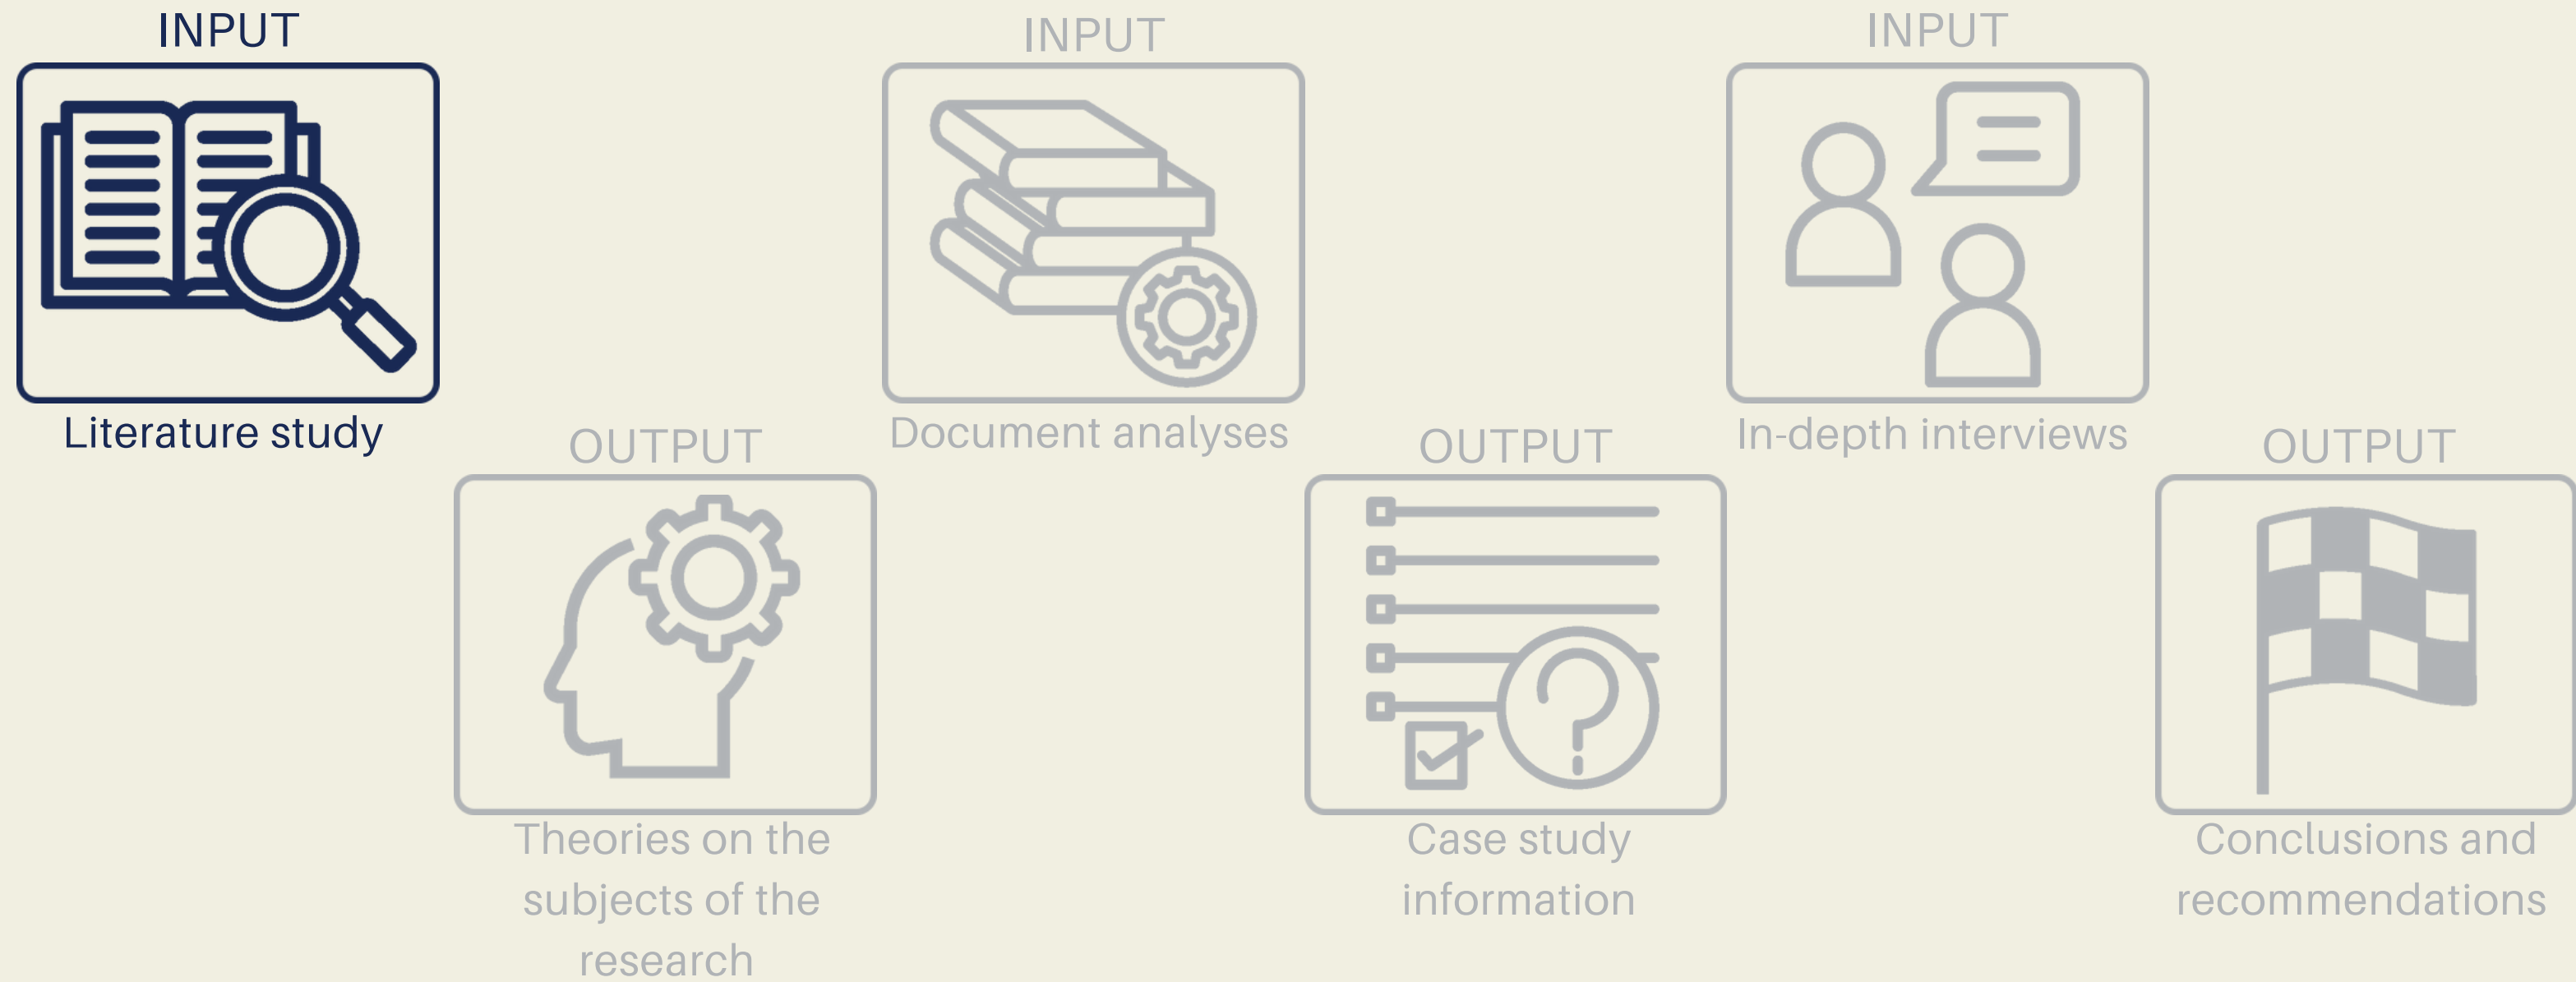 INPUT
Literature study
OUTPUT
Theories on the
subjects of the
research
INPUT
Document analyses
OUTPUT
Case study
information
INPUT
In-depth interviews
OUTPUT
Conclusions and
recommendations